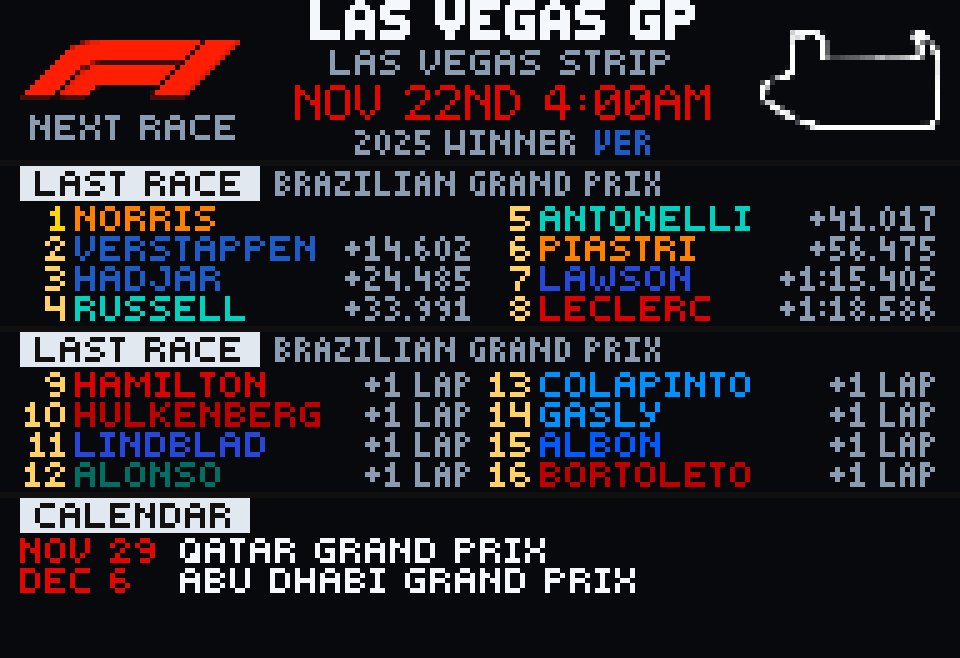 LAS VEGAS GP
LAS VEGAS STRIP
NOV 22ND 4:00AM
NEXT RACE
2025 WINNER VER
LAST RACE BRAZILIAN GRAND PRIX
1 NORRIS
2 VERSTAPPEN +14.602
3 HADJAR +24.485
4 RUSSELL +33.991
5 ANTONELLI +41.017
6 PIASTRI +56.475
7 LAWSON +1:15.402
8 LECLERC +1:18.586
LAST RACE BRAZILIAN GRAND PRIX
9 HAMILTON +1 LAP
10 HULKENBERG +1 LAP
11 LINDBLAD +1 LAP
12 ALONSO +1 LAP
13 COLAPINTO +1 LAP
14 GASLY +1 LAP
15 ALBON +1 LAP
16 BORTOLETO +1 LAP
CALENDAR
NOV 29 QATAR GRAND PRIX
DEC 6 ABU DHABI GRAND PRIX